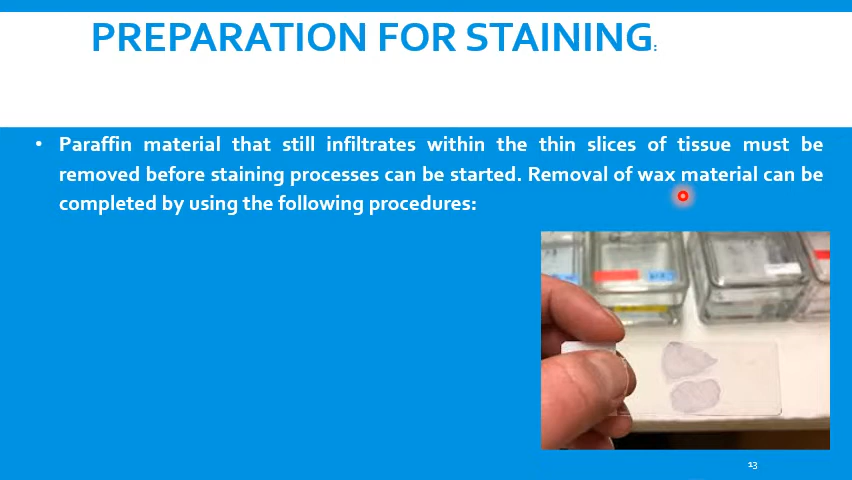 PREPARATION FOR STAINING:
• Paraffin material that still infiltrates within the thin slices of tissue must be
removed before staining processes can be started. Removal of wax material can be
completed by using the following procedures:
13